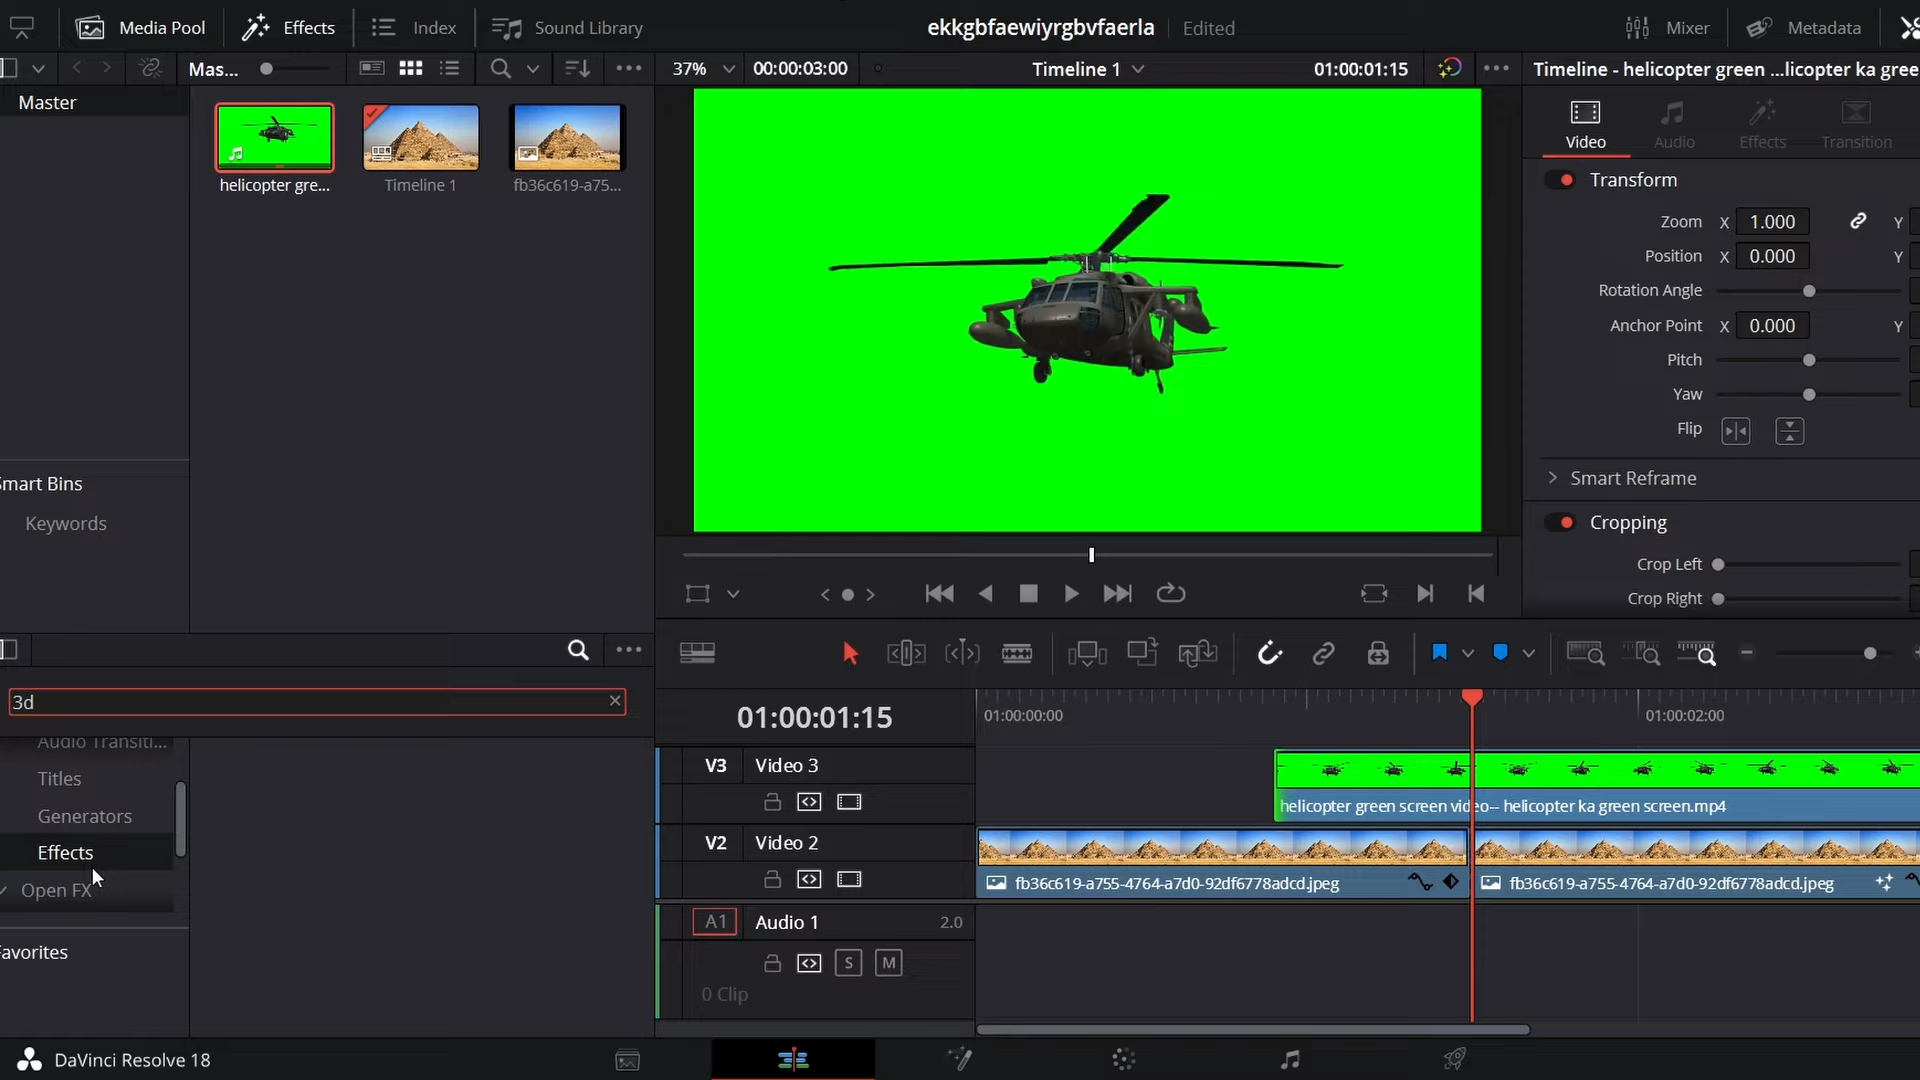 Media Pool
Effects
Index
Sound Library
ekkgbfaewiyrgbvfaerla
Edited
Mixer
Metadata
Mas...
37%
00:00:03:00
Timeline 1
01:00:01:15
Timeline - helicopter green ...licopter ka gree
Master
helicopter gre...
Timeline 1
fb36c619-a75...
Video
Audio
Effects
Transition
Transform
Zoom X 1.000 Y
Position X 0.000 Y
Rotation Angle
Anchor Point X 0.000 Y
Pitch
Yaw
Flip
Smart Reframe
Cropping
Crop Left
Crop Right
mart Bins
Keywords
3d
Audio Transiti...
Titles
Generators
Effects
Open FX
avorites
01:00:01:15
01:00:00:00
01:00:02:00
V3 Video 3
helicopter green screen video-- helicopter ka green screen.mp4
V2 Video 2
fb36c619-a755-4764-a7d0-92df6778adcd.jpeg
fb36c619-a755-4764-a7d0-92df6778adcd.jpeg
A1 Audio 1 2.0
S M
0 Clip
DaVinci Resolve 18